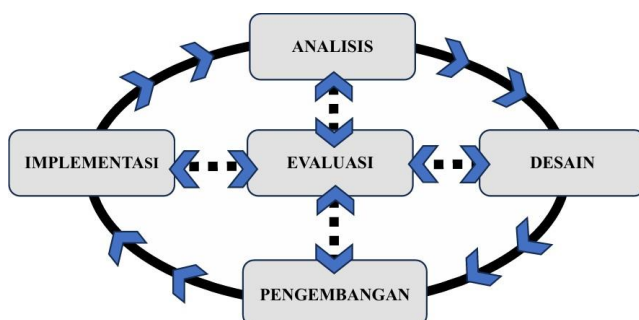 ANALISIS
IMPLEMENTASI
EVALUASI
DESAIN
PENGEMBANGAN